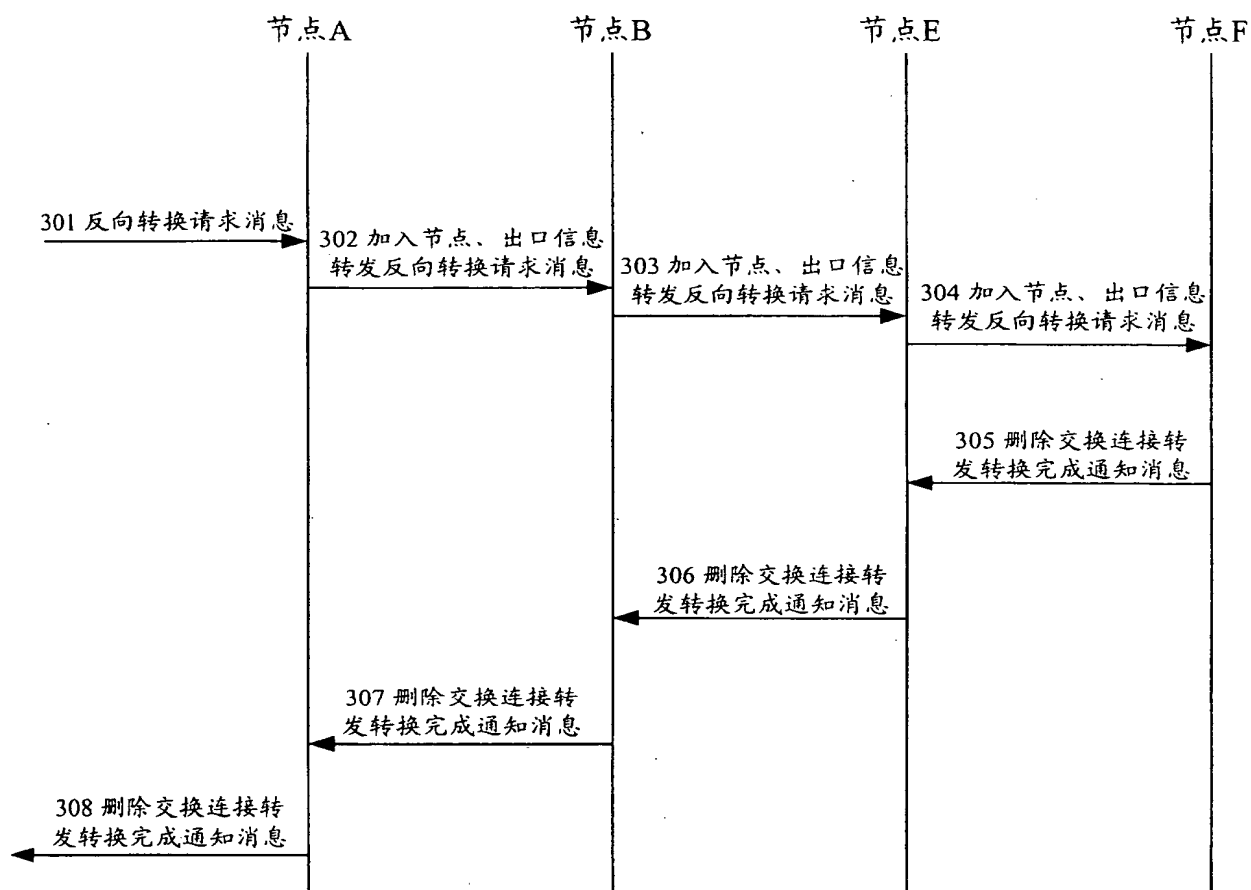 节点A
节点B
节点E
节点F
301 反向转换请求消息
302 加入节点、出口信息
转发反向转换请求消息
303 加入节点、出口信息
转发反向转换请求消息
304 加入节点、出口信息
转发反向转换请求消息
305 删除交换连接转
发转换完成通知消息
306 删除交换连接转
发转换完成通知消息
307 删除交换连接转
发转换完成通知消息
308 删除交换连接转
发转换完成通知消息